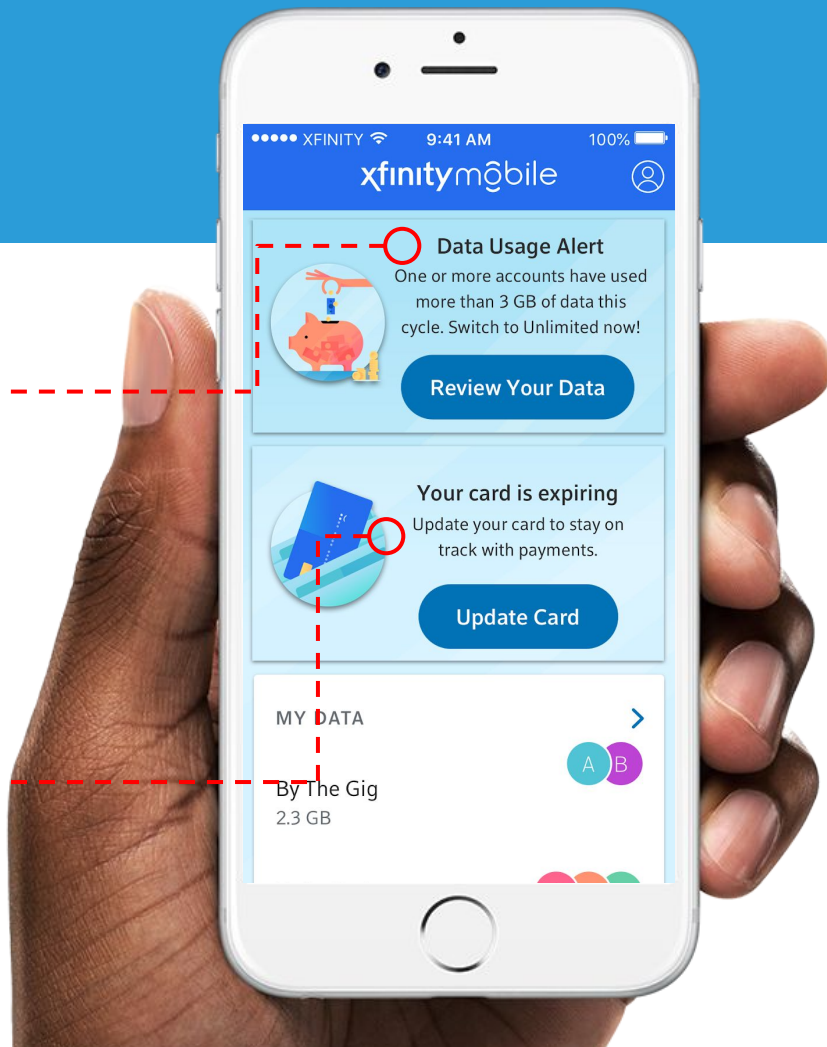 XFINITY 9:41 AM 100%
xfinitymobile
Data Usage Alert
One or more accounts have used
more than 3 GB of data this
cycle. Switch to Unlimited now!
Review Your Data
Your card is expiring
Update your card to stay on
track with payments.
Update Card
MY DATA
A B
By The Gig
2.3 GB